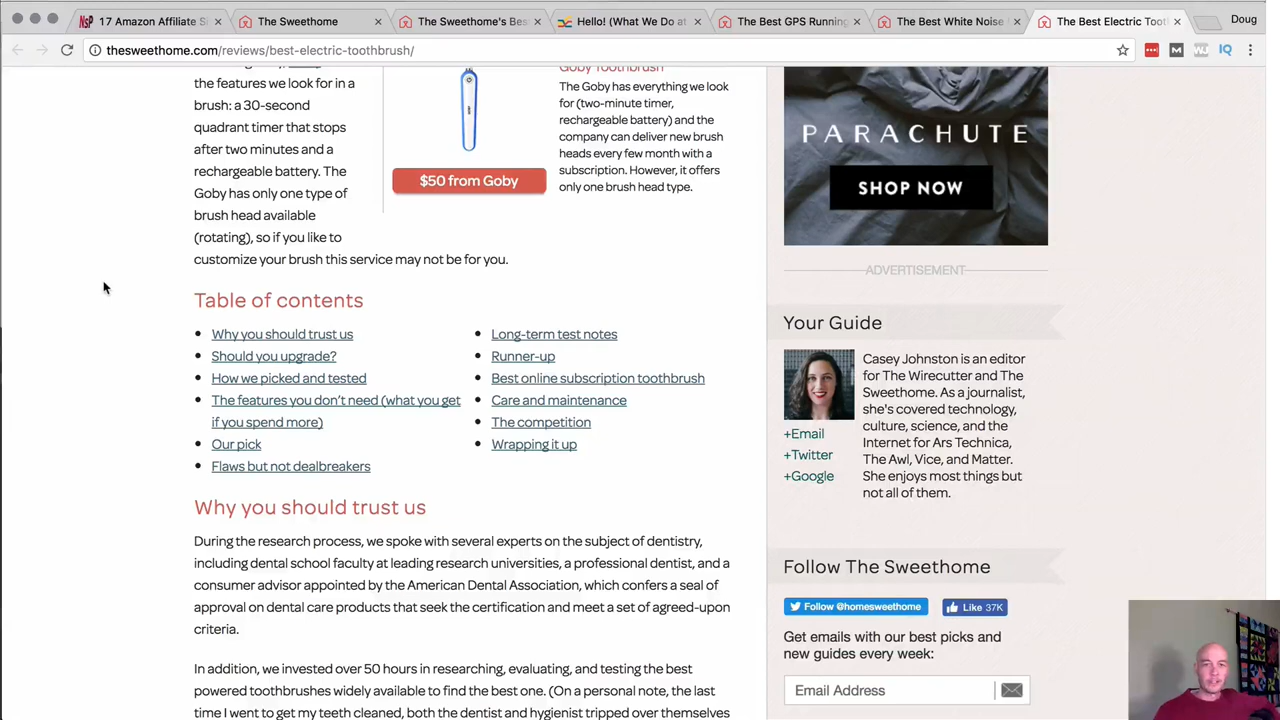 17 Amazon Affiliate S
The Sweethome
The Sweethome's Bes
Hello! (What We Do at
The Best GPS Running
The Best White Noise
The Best Electric Toot
Doug
thesweethome.com/reviews/best-electric-toothbrush/
the features we look for in a
brush: a 30-second
quadrant timer that stops
after two minutes and a
rechargeable battery. The
Goby has only one type of
brush head available
(rotating), so if you like to
customize your brush this service may not be for you.
$50 from Goby
Goby Toothbrush
The Goby has everything we look
for (two-minute timer,
rechargeable battery) and the
company can deliver new brush
heads every few month with a
subscription. However, it offers
only one brush head type.
Table of contents
Why you should trust us
Should you upgrade?
How we picked and tested
The features you don't need (what you get
if you spend more)
Our pick
Flaws but not dealbreakers
Long-term test notes
Runner-up
Best online subscription toothbrush
Care and maintenance
The competition
Wrapping it up
Why you should trust us
During the research process, we spoke with several experts on the subject of dentistry,
including dental school faculty at leading research universities, a professional dentist, and a
consumer advisor appointed by the American Dental Association, which confers a seal of
approval on dental care products that seek the certification and meet a set of agreed-upon
criteria.
In addition, we invested over 50 hours in researching, evaluating, and testing the best
powered toothbrushes widely available to find the best one. (On a personal note, the last
time I went to get my teeth cleaned, both the dentist and hygienist tripped over themselves
PARACHUTE
SHOP NOW
ADVERTISEMENT
Your Guide
+Email
+Twitter
+Google
Casey Johnston is an editor
for The Wirecutter and The
Sweethome. As a journalist,
she's covered technology,
culture, science, and the
Internet for Ars Technica,
The Awl, Vice, and Matter.
She enjoys most things but
not all of them.
Follow The Sweethome
Follow @homesweethome
Like 37K
Get emails with our best picks and
new guides every week:
Email Address